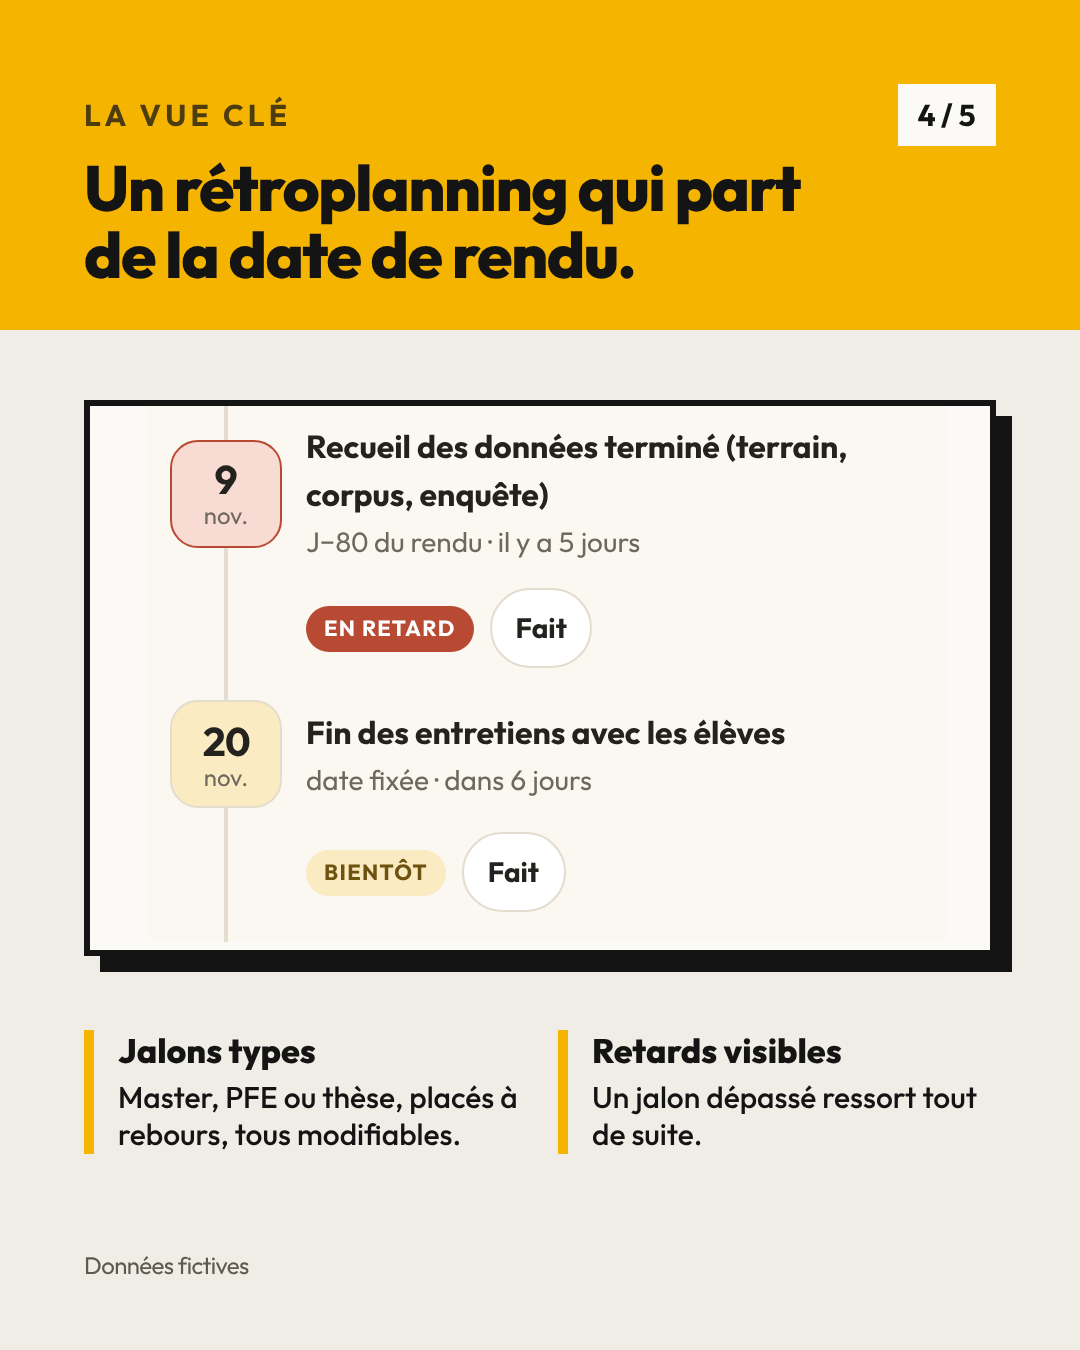 LA VUE CLÉ
4 / 5
Un rétroplanning qui part
de la date de rendu.
9
nov.
Recueil des données terminé (terrain,
corpus, enquête)
J−80 du rendu · il y a 5 jours
EN RETARD
Fait
20
nov.
Fin des entretiens avec les élèves
date fixée · dans 6 jours
BIENTÔT
Fait
Jalons types
Master, PFE ou thèse, placés à
rebours, tous modifiables.
Retards visibles
Un jalon dépassé ressort tout
de suite.
Données fictives